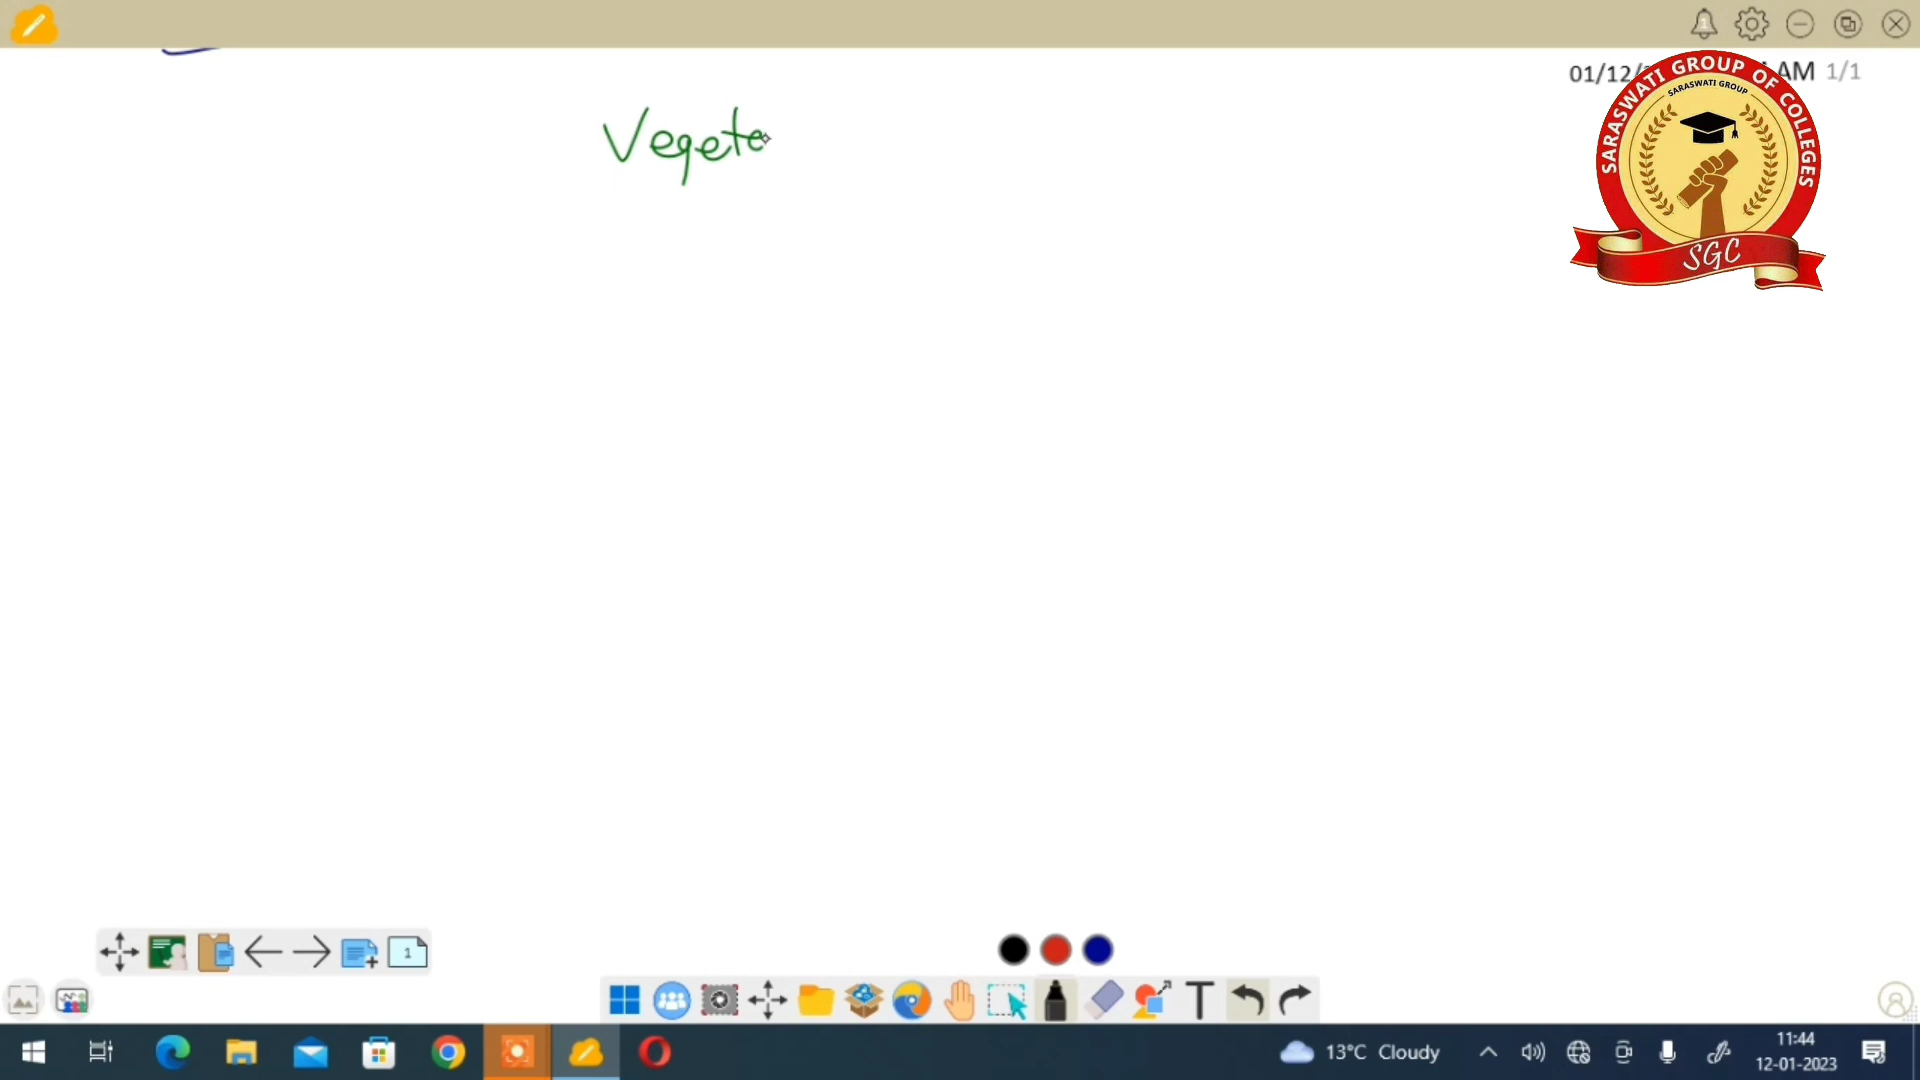 01/12/ AM 1/1
SARASWATI GROUP OF COLLEGES
SARASWATI GROUP
SGC
Vegete
1
13°C Cloudy
11:44
12-01-2023